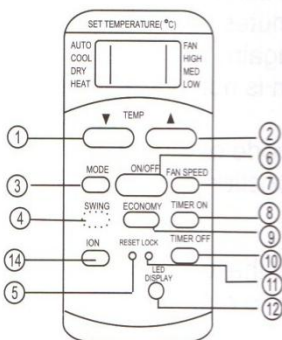 SET TEMPERATURE(°C)
AUTO FAN
COOL HIGH
DRY MED
HEAT LOW
▼ TEMP ▲
1 2
6
MODE ON/OFF FAN SPEED
3 7
SWING ECONOMY TIMER ON
4 8
9
ION RESET LOCK TIMER OFF
14 10
5 LED 11
DISPLAY 12